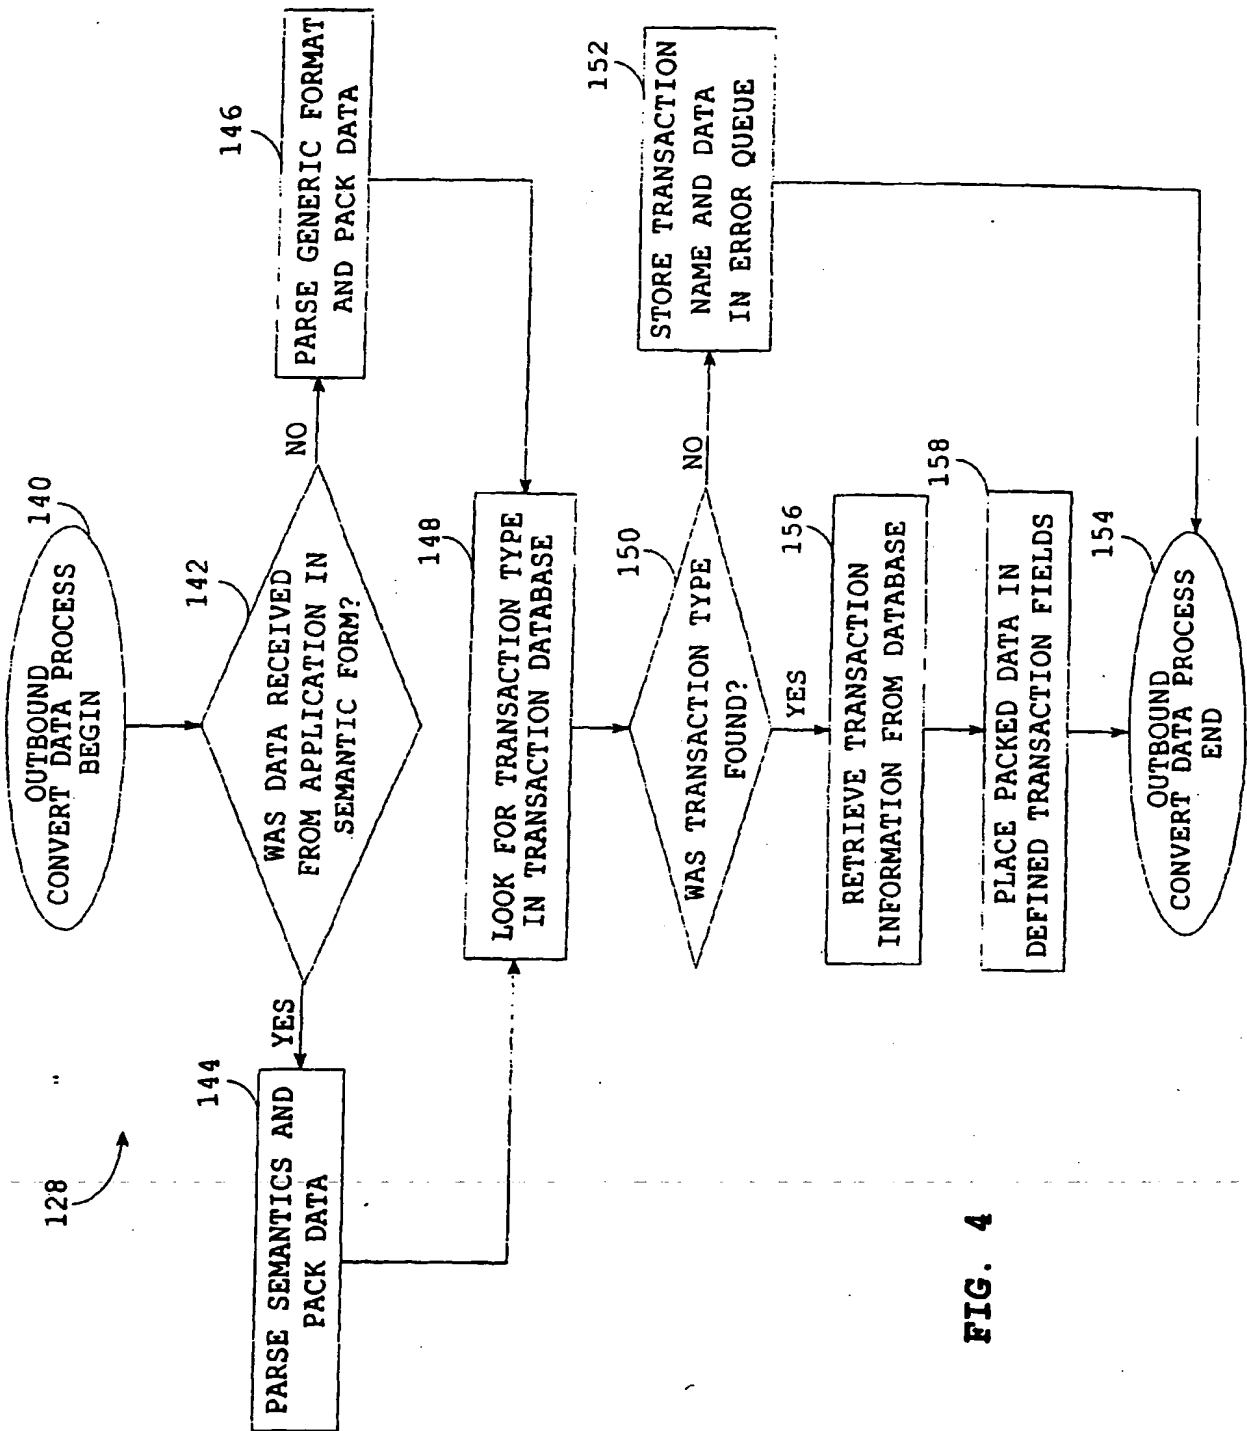 128
OUTBOUND
CONVERT DATA PROCESS
BEGIN
140
WAS DATA RECEIVED
FROM APPLICATION IN
SEMANTIC FORM?
142
YES
NO
PARSE SEMANTICS AND
PACK DATA
144
PARSE GENERIC FORMAT
AND PACK DATA
146
LOOK FOR TRANSACTION TYPE
IN TRANSACTION DATABASE
148
WAS TRANSACTION TYPE
FOUND?
150
NO
YES
STORE TRANSACTION
NAME AND DATA
IN ERROR QUEUE
152
RETRIEVE TRANSACTION
INFORMATION FROM DATABASE
156
PLACE PACKED DATA IN
DEFINED TRANSACTION FIELDS
158
OUTBOUND
CONVERT DATA PROCESS
END
154
FIG. 4